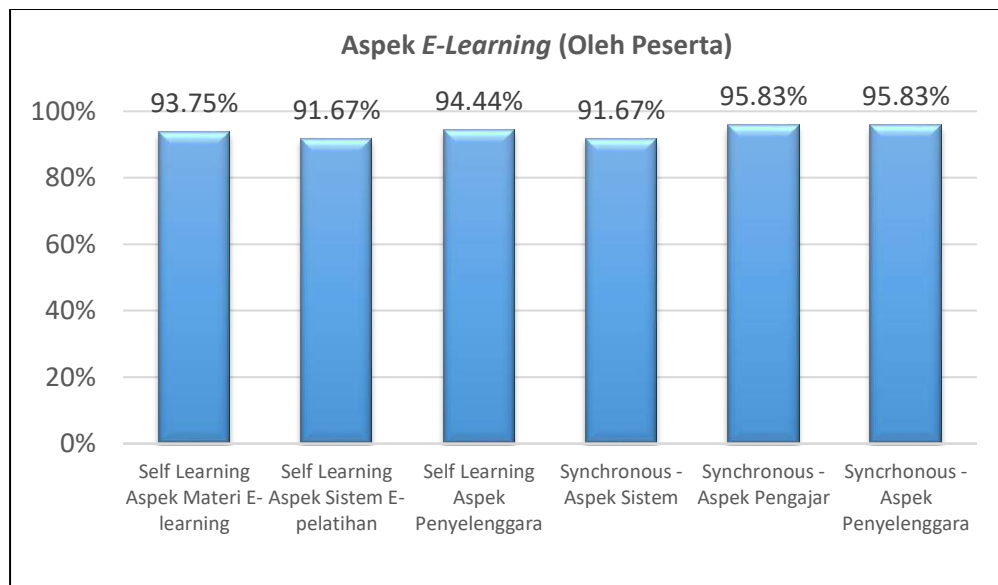 Aspek E-Learning (Oleh Peserta)
93.75%
91.67%
94.44%
91.67%
95.83%
95.83%
100%
80%
60%
40%
20%
0%
Self Learning
Aspek Materi E-
learning
Self Learning
Aspek Sistem E-
pelatihan
Self Learning
Aspek
Penyelenggara
Synchronous -
Aspek Sistem
Synchronous -
Aspek Pengajar
Syncrhonous -
Aspek
Penyelenggara